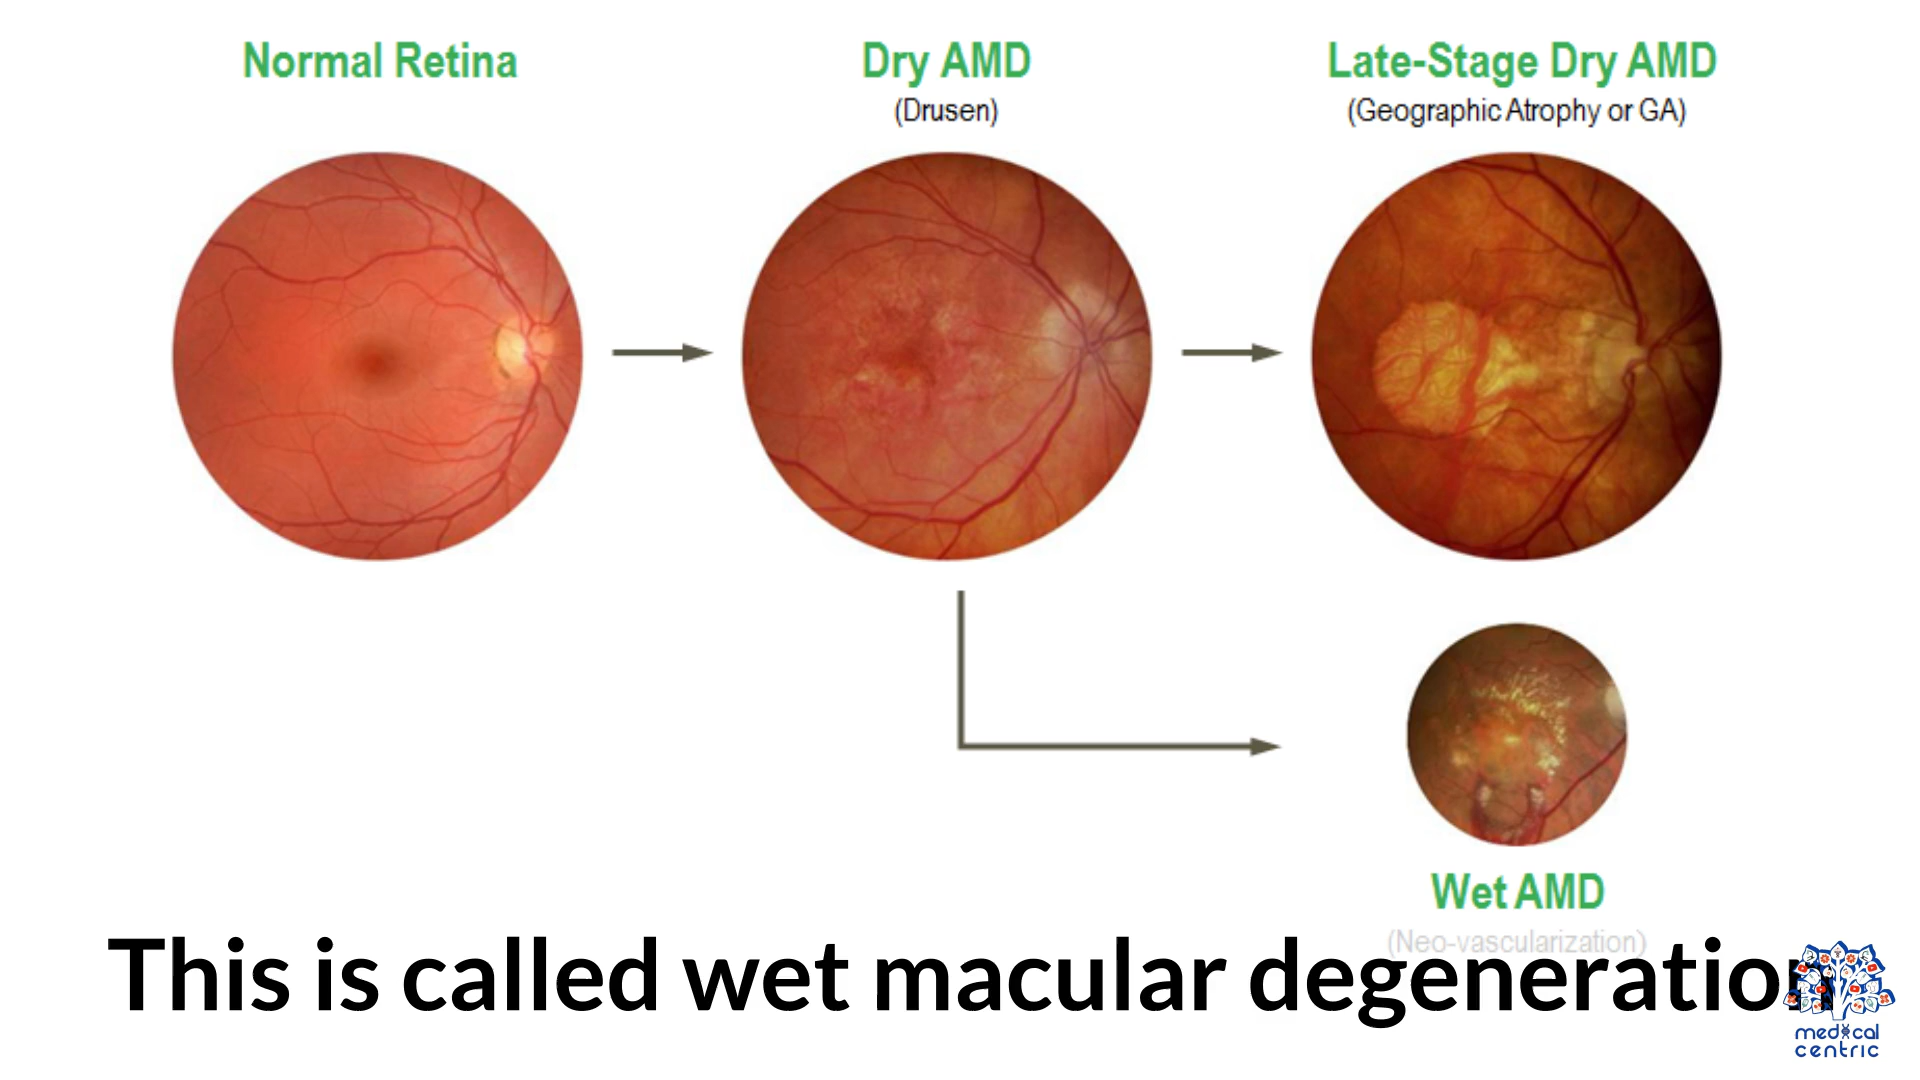 Normal Retina
Dry AMD
(Drusen)
Late-Stage Dry AMD
(Geographic Atrophy or GA)
Wet AMD
(Neo-vascularization)
This is called wet macular degeneration
medical
centric